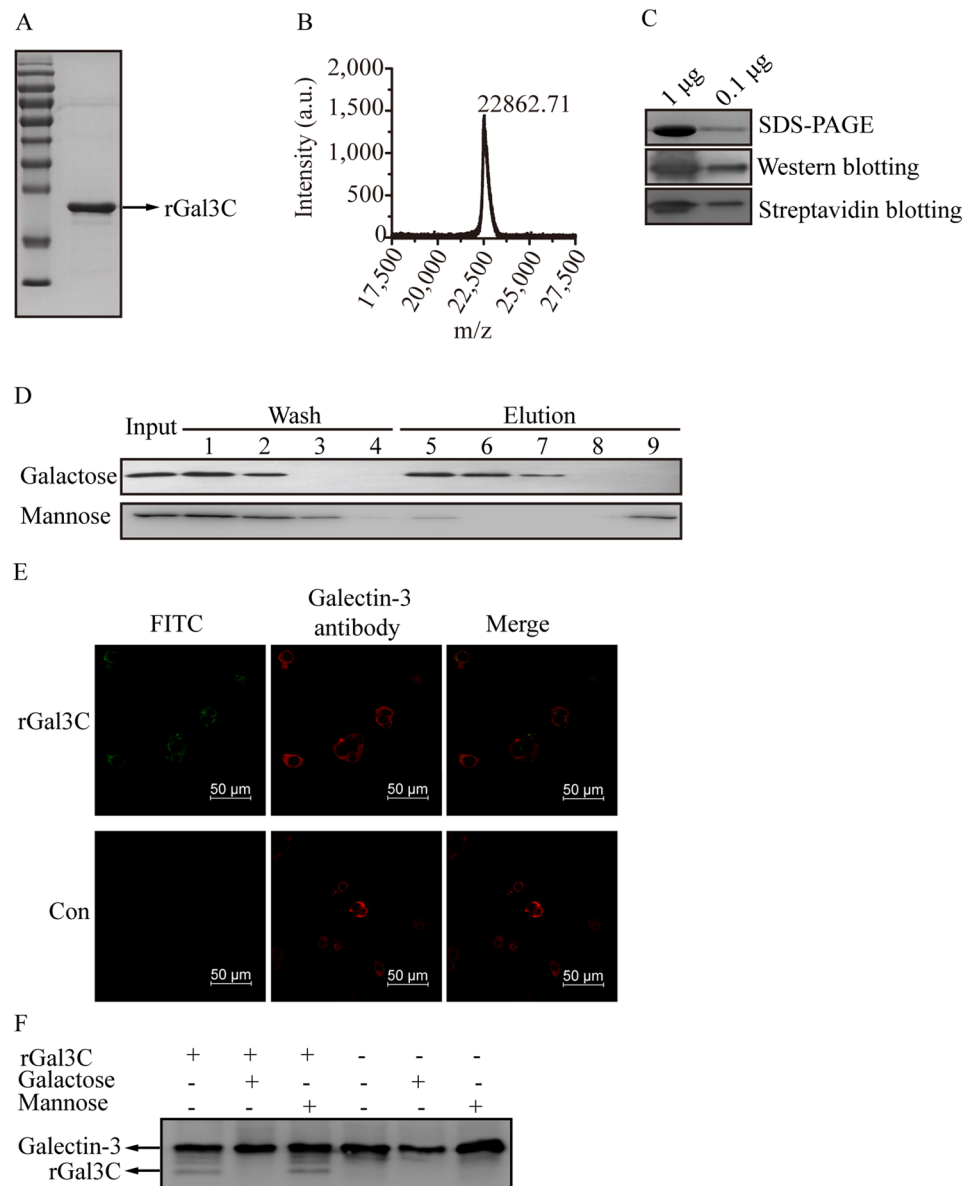 A
rGal3C
B
Intensity (a.u.)
2,000
1,500
1,000
500
0
22862.71
17,500
20,000
22,500
25,000
27,500
m/z
C
1 µg
0.1 µg
SDS-PAGE
Western blotting
Streptavidin blotting
D
Input
Wash
Elution
1 2 3 4 5 6 7 8 9
Galactose
Mannose
E
FITC
Galectin-3
antibody
Merge
rGal3C
50 µm
50 µm
50 µm
Con
50 µm
50 µm
50 µm
F
rGal3C + + + - - -
Galactose - + - - + -
Mannose - - + - - +
Galectin-3
rGal3C